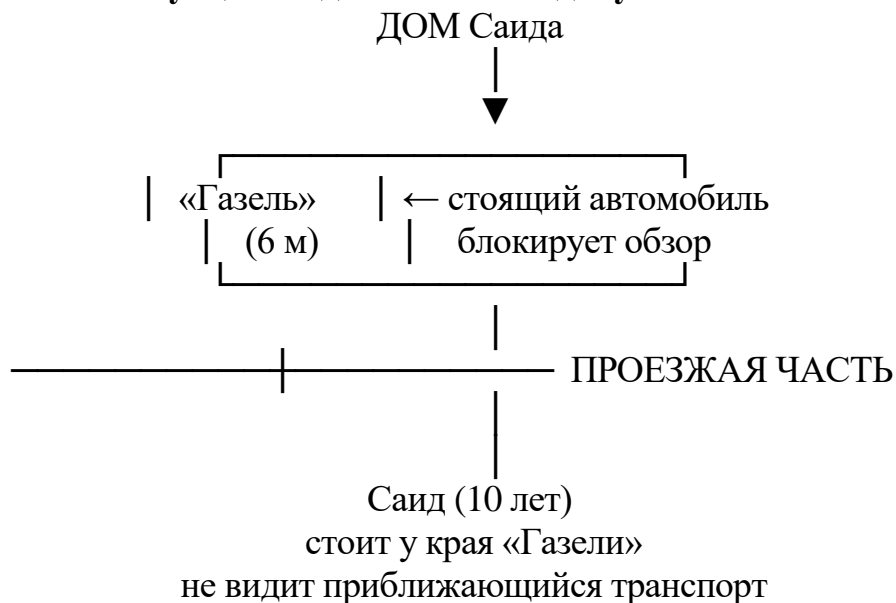 ДОМ Саида
«Газель» ← стоящий автомобиль
(6 м) блокирует обзор
ПРОЕЗЖАЯ ЧАСТЬ
Саид (10 лет)
стоит у края «Газели»
не видит приближающийся транспорт